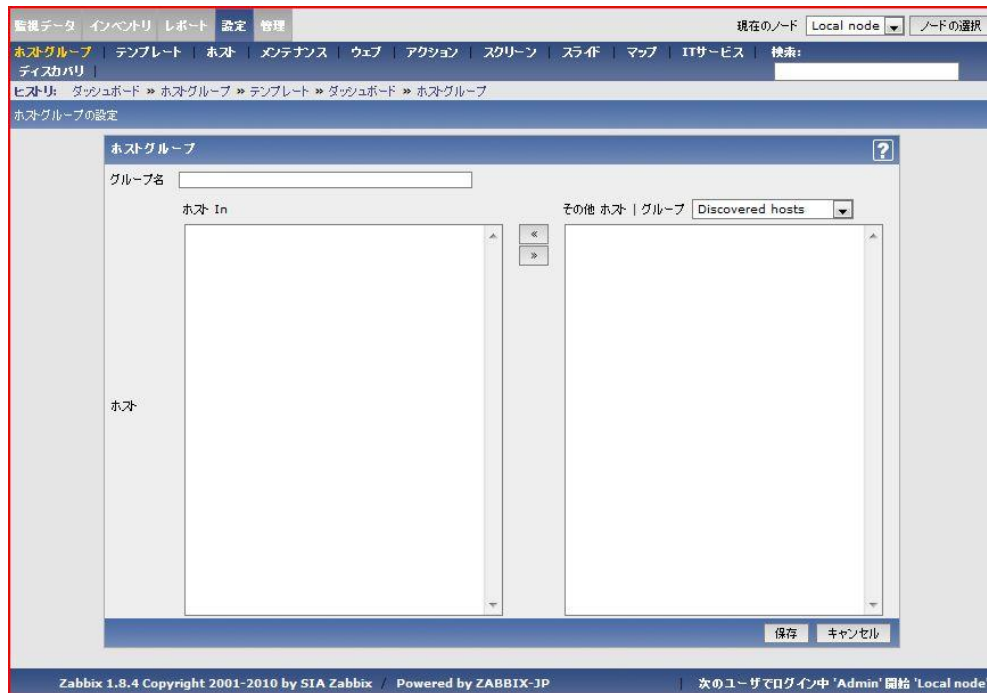 監視データ インベントリ レポート 設定 管理 現在のノード Local node ノードの選択
ホストグループ | テンプレート | ホスト | メンテナンス | ウェブ | アクション | スクリーン | スライド | マップ | ITサービス | 検索:
ディスカバリ |
ヒストリ: ダッシュボード » ホストグループ » テンプレート » ダッシュボード » ホストグループ
ホストグループの設定
ホストグループ ?
グループ名
ホスト In その他 ホスト | グループ Discovered hosts
«
»
ホスト
保存 キャンセル
Zabbix 1.8.4 Copyright 2001-2010 by SIA Zabbix / Powered by ZABBIX-JP | 次のユーザでログイン中 'Admin' 開始 'Local node'